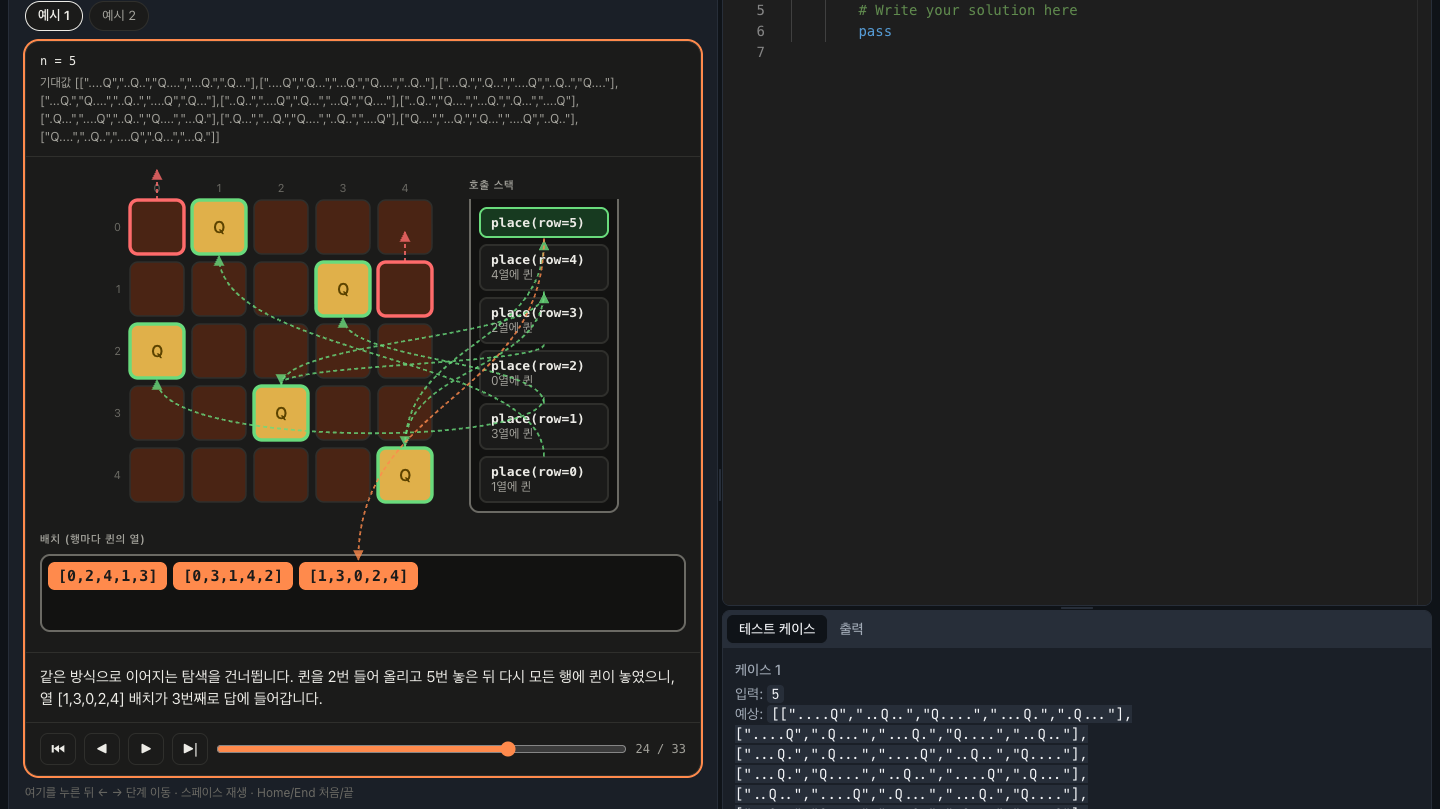 예시 1
예시 2
n = 5
기대값 [["....Q","..Q..","Q....","...Q.",".Q..."],["....Q",".Q...","...Q.","Q....","..Q.."],["...Q.",".Q...","....Q","..Q..","Q...."],
["...Q.","Q....","..Q..","....Q",".Q..."],["..Q..","....Q",".Q...","...Q.","Q...."],["..Q..","Q....","...Q.",".Q...","....Q"],
[".Q...","....Q","..Q..","Q....","...Q."],[".Q...","...Q.","Q....","..Q..","....Q"],["Q....","...Q.",".Q...","....Q","..Q.."],
["Q....","..Q..","....Q",".Q...","...Q."]]
0 1 2 3 4
0 Q
1 Q
2 Q
3 Q
4 Q
호출 스택
place(row=5)
place(row=4)
4열에 퀸
place(row=3)
2열에 퀸
place(row=2)
0열에 퀸
place(row=1)
3열에 퀸
place(row=0)
1열에 퀸
배치 (행마다 퀸의 열)
[0,2,4,1,3] [0,3,1,4,2] [1,3,0,2,4]
같은 방식으로 이어지는 탐색을 건너뜁니다. 퀸을 2번 들어 올리고 5번 놓은 뒤 다시 모든 행에 퀸이 놓였으니,
열 [1,3,0,2,4] 배치가 3번째로 답에 들어갑니다.
24 / 33
여기를 누른 뒤 ← → 단계 이동 · 스페이스 재생 · Home/End 처음/끝
5 # Write your solution here
6 pass
7
테스트 케이스
출력
케이스 1
입력: 5
예상: [["....Q","..Q..","Q....","...Q.",".Q..."],
["....Q",".Q...","...Q.","Q....","..Q.."],
["...Q.",".Q...","....Q","..Q..","Q...."],
["...Q.","Q....","..Q..","....Q",".Q..."],
["..Q..","....Q",".Q...","...Q.","Q...."],